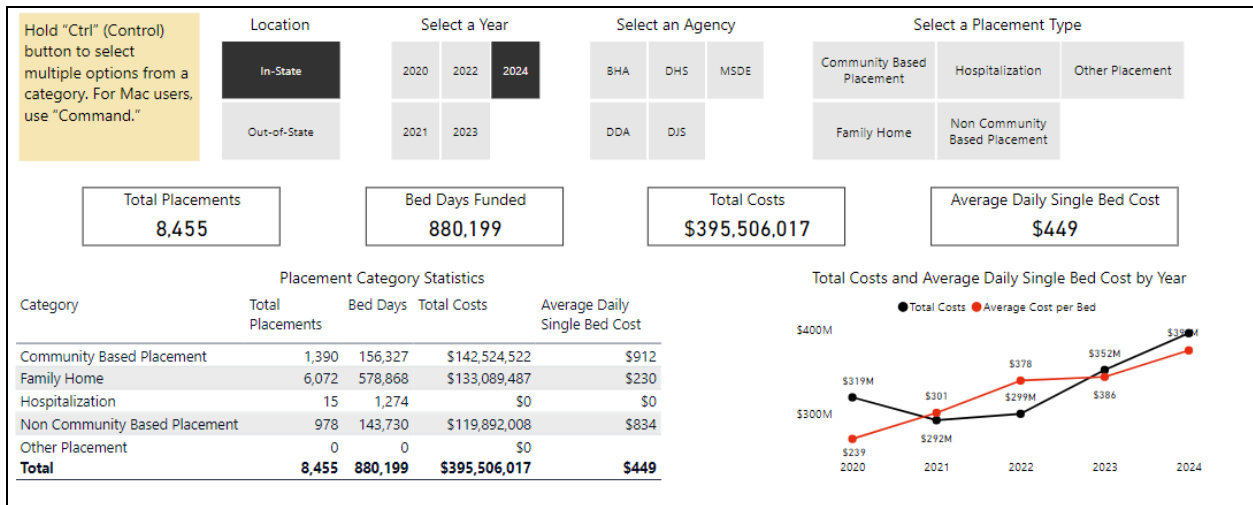 Hold “Ctrl” (Control)
button to select
multiple options from a
category. For Mac users,
use “Command.”
Location
In-State
Out-of-State
Select a Year
2020 2022 2024
2021 2023
Select an Agency
BHA DHS MSDE
DDA DJS
Select a Placement Type
Community Based
Placement
Hospitalization
Other Placement
Family Home
Non Community
Based Placement
Total Placements
8,455
Bed Days Funded
880,199
Total Costs
$395,506,017
Average Daily Single Bed Cost
$449
Placement Category Statistics
Category Total Bed Days Total Costs Average Daily
Placements Single Bed Cost
Community Based Placement 1,390 156,327 $142,524,522 $912
Family Home 6,072 578,868 $133,089,487 $230
Hospitalization 15 1,274 $0 $0
Non Community Based Placement 978 143,730 $119,892,008 $834
Other Placement 0 0 $0
Total 8,455 880,199 $395,506,017 $449
Total Costs and Average Daily Single Bed Cost by Year
Total Costs Average Cost per Bed
$400M
$352M
$378
$319M
$301
$299M
$386
$300M
$292M
$239
2020 2021 2022 2023 2024